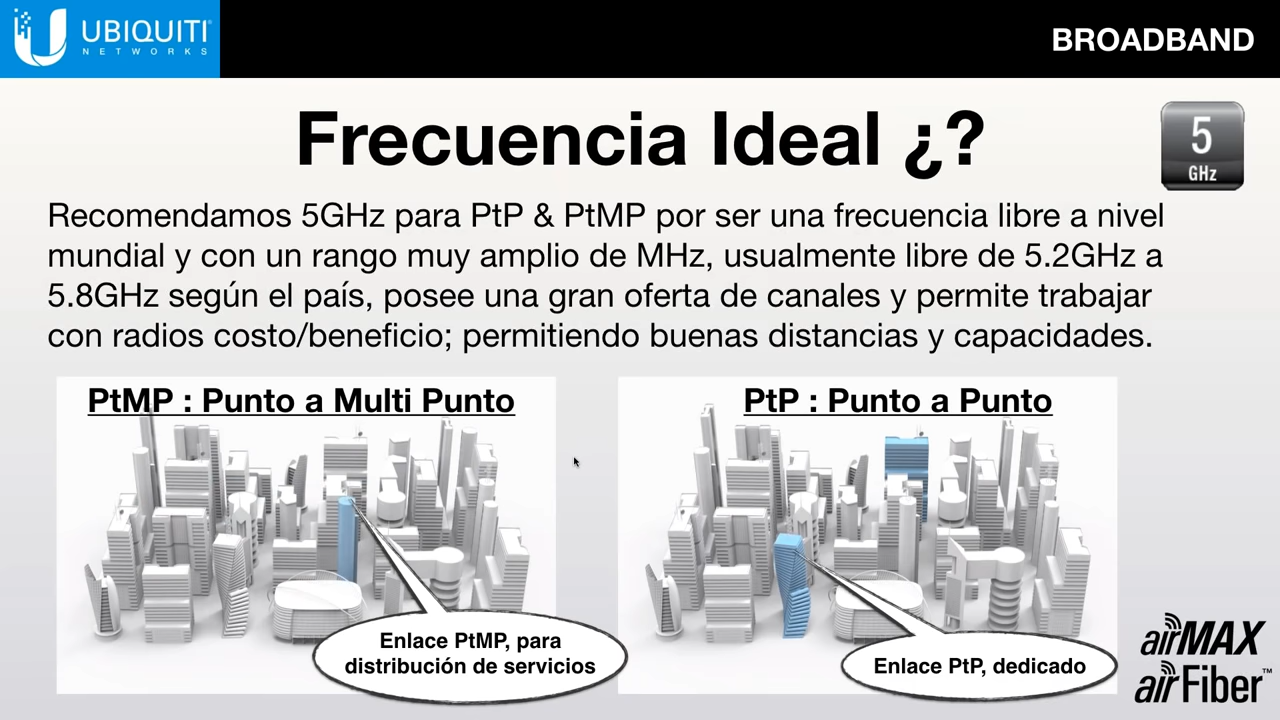 UBIQUITI
NETWORKS
BROADBAND
Frecuencia Ideal ¿?
5
GHz
Recomendamos 5GHz para PtP & PtMP por ser una frecuencia libre a nivel
mundial y con un rango muy amplio de MHz, usualmente libre de 5.2GHz a
5.8GHz según el país, posee una gran oferta de canales y permite trabajar
con radios costo/beneficio; permitiendo buenas distancias y capacidades.
PtMP : Punto a Multi Punto
Enlace PtMP, para
distribución de servicios
PtP : Punto a Punto
Enlace PtP, dedicado
airMAX
airFiber™